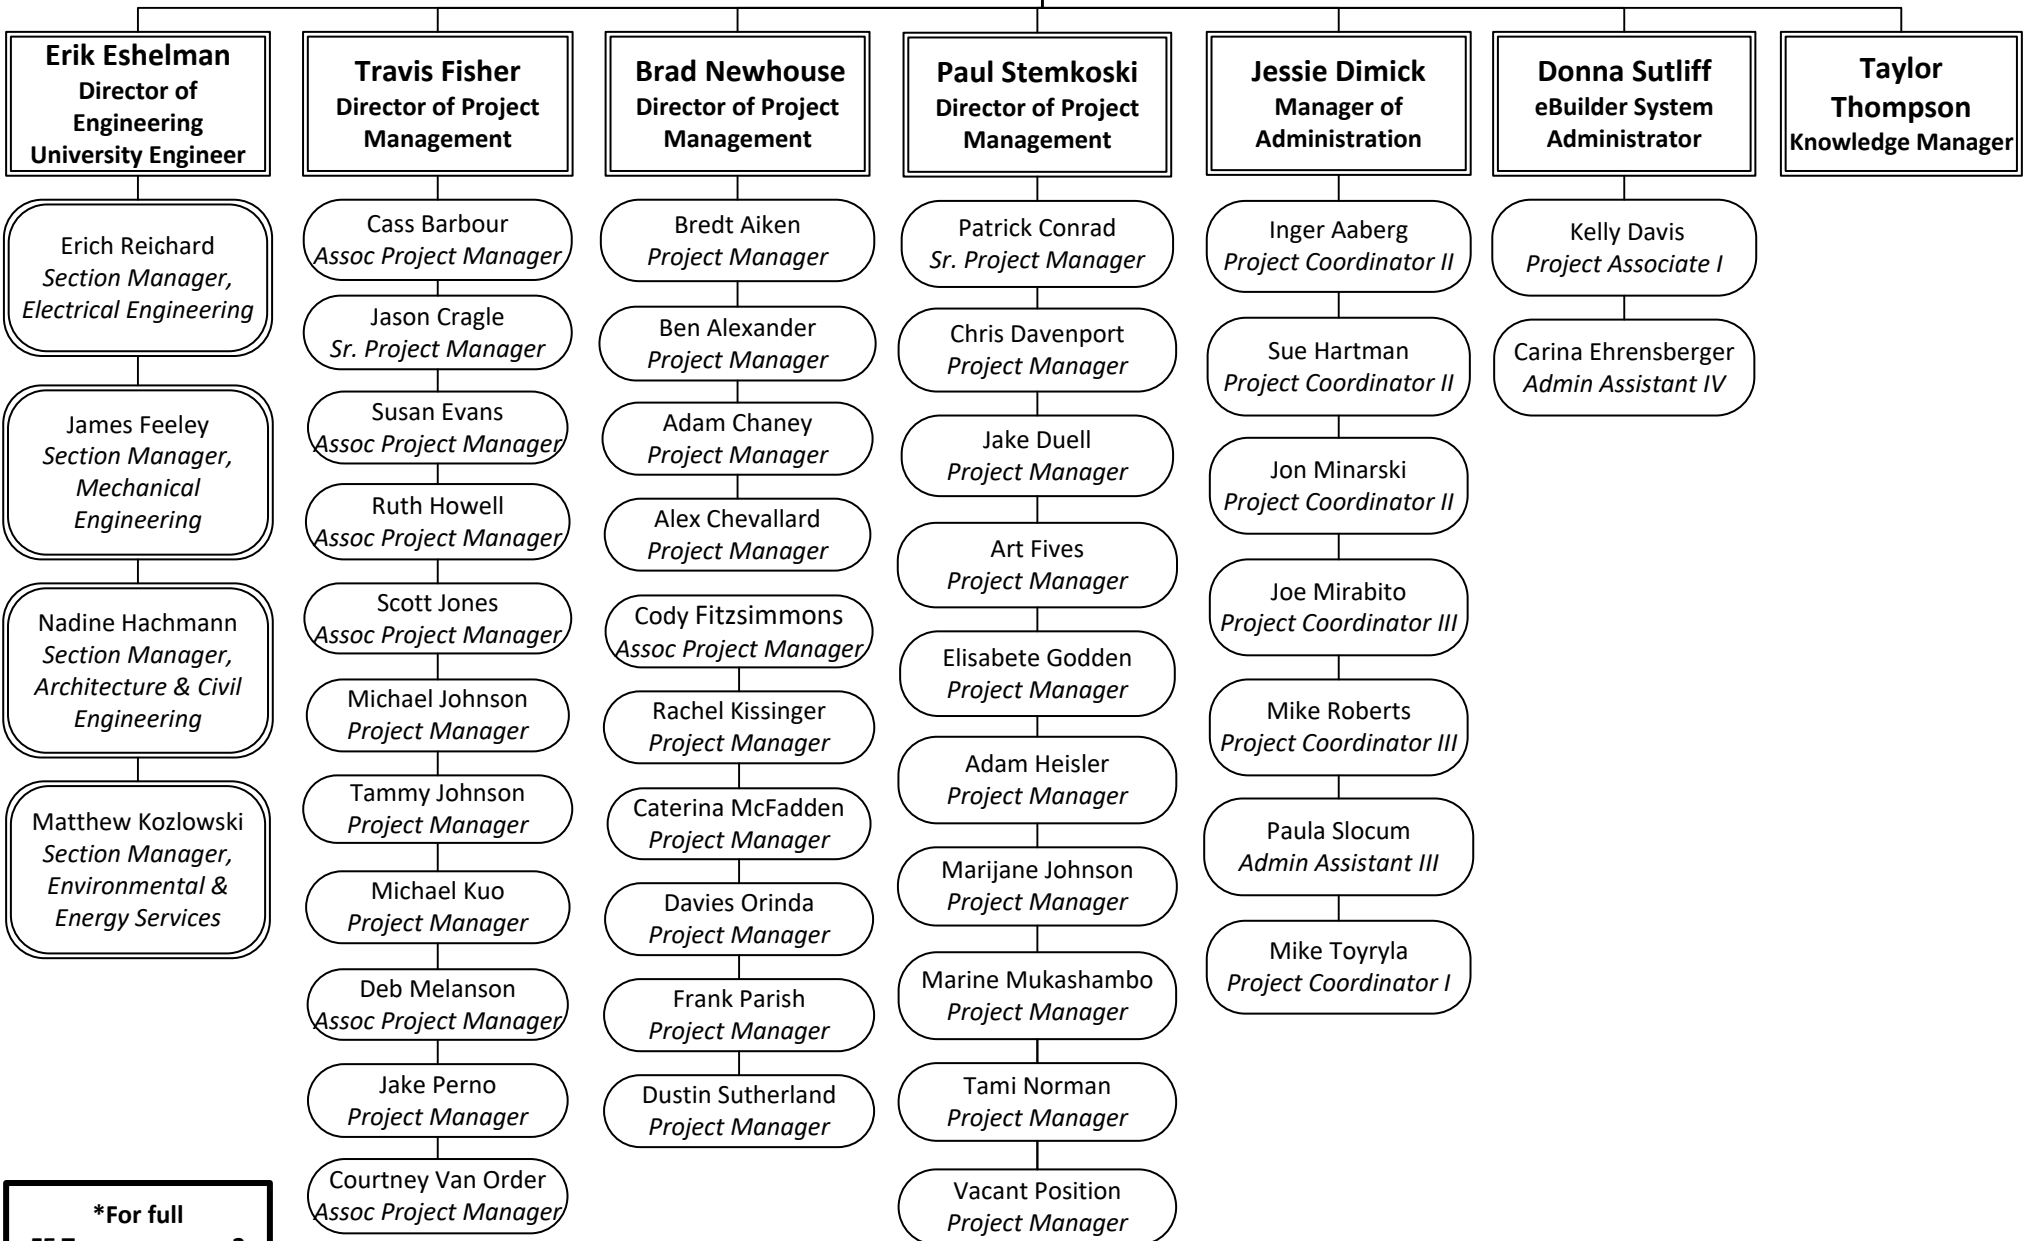 Erik Eshelman
Director of
Engineering
University Engineer
Erich Reichard
Section Manager,
Electrical Engineering
James Feeley
Section Manager,
Mechanical
Engineering
Nadine Hachmann
Section Manager,
Architecture & Civil
Engineering
Matthew Kozlowski
Section Manager,
Environmental &
Energy Services
*For full
Travis Fisher
Director of Project
Management
Cass Barbour
Assoc Project Manager
Jason Cragle
Sr. Project Manager
Susan Evans
Assoc Project Manager
Ruth Howell
Assoc Project Manager
Scott Jones
Assoc Project Manager
Michael Johnson
Project Manager
Tammy Johnson
Project Manager
Michael Kuo
Project Manager
Deb Melanson
Assoc Project Manager
Jake Perno
Project Manager
Courtney Van Order
Assoc Project Manager
Brad Newhouse
Director of Project
Management
Bredt Aiken
Project Manager
Ben Alexander
Project Manager
Adam Chaney
Project Manager
Alex Chevallard
Project Manager
Cody Fitzsimmons
Assoc Project Manager
Rachel Kissinger
Project Manager
Caterina McFadden
Project Manager
Davies Orinda
Project Manager
Frank Parish
Project Manager
Dustin Sutherland
Project Manager
Paul Stemkoski
Director of Project
Management
Patrick Conrad
Sr. Project Manager
Chris Davenport
Project Manager
Jake Duell
Project Manager
Art Fives
Project Manager
Elisabete Godden
Project Manager
Adam Heisler
Project Manager
Marijane Johnson
Project Manager
Marine Mukashambo
Project Manager
Tami Norman
Project Manager
Vacant Position
Project Manager
Jessie Dimick
Manager of
Administration
Inger Aaberg
Project Coordinator II
Sue Hartman
Project Coordinator II
Jon Minarski
Project Coordinator II
Joe Mirabito
Project Coordinator III
Mike Roberts
Project Coordinator III
Paula Slocum
Admin Assistant III
Mike Toyryla
Project Coordinator I
Donna Sutliff
eBuilder System
Administrator
Kelly Davis
Project Associate I
Carina Ehrensberger
Admin Assistant IV
Taylor
Thompson
Knowledge Manager